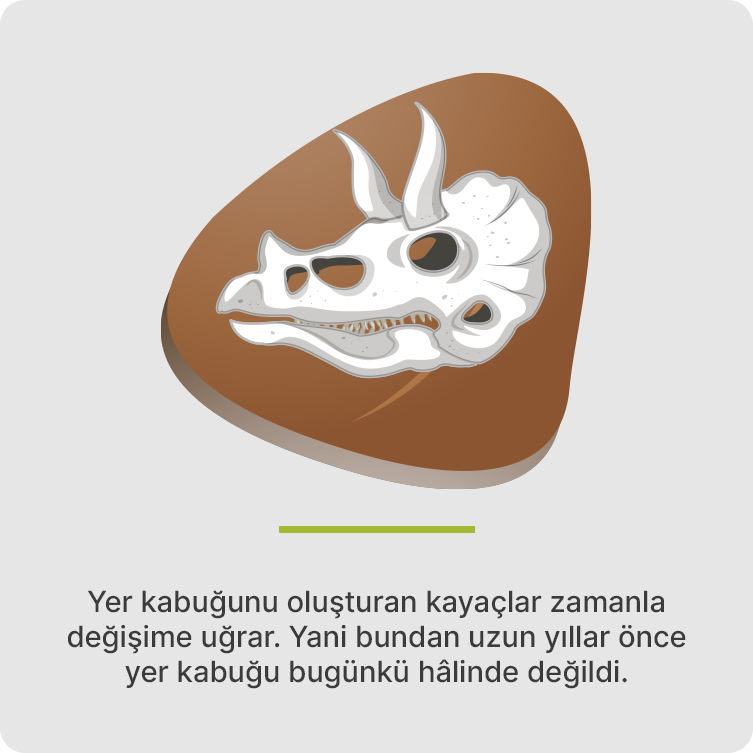 Yer kabuğunu oluşturan kayaçlar zamanla
değişime uğrar. Yani bundan uzun yıllar önce
yer kabuğu bugünkü hâlinde değildi.